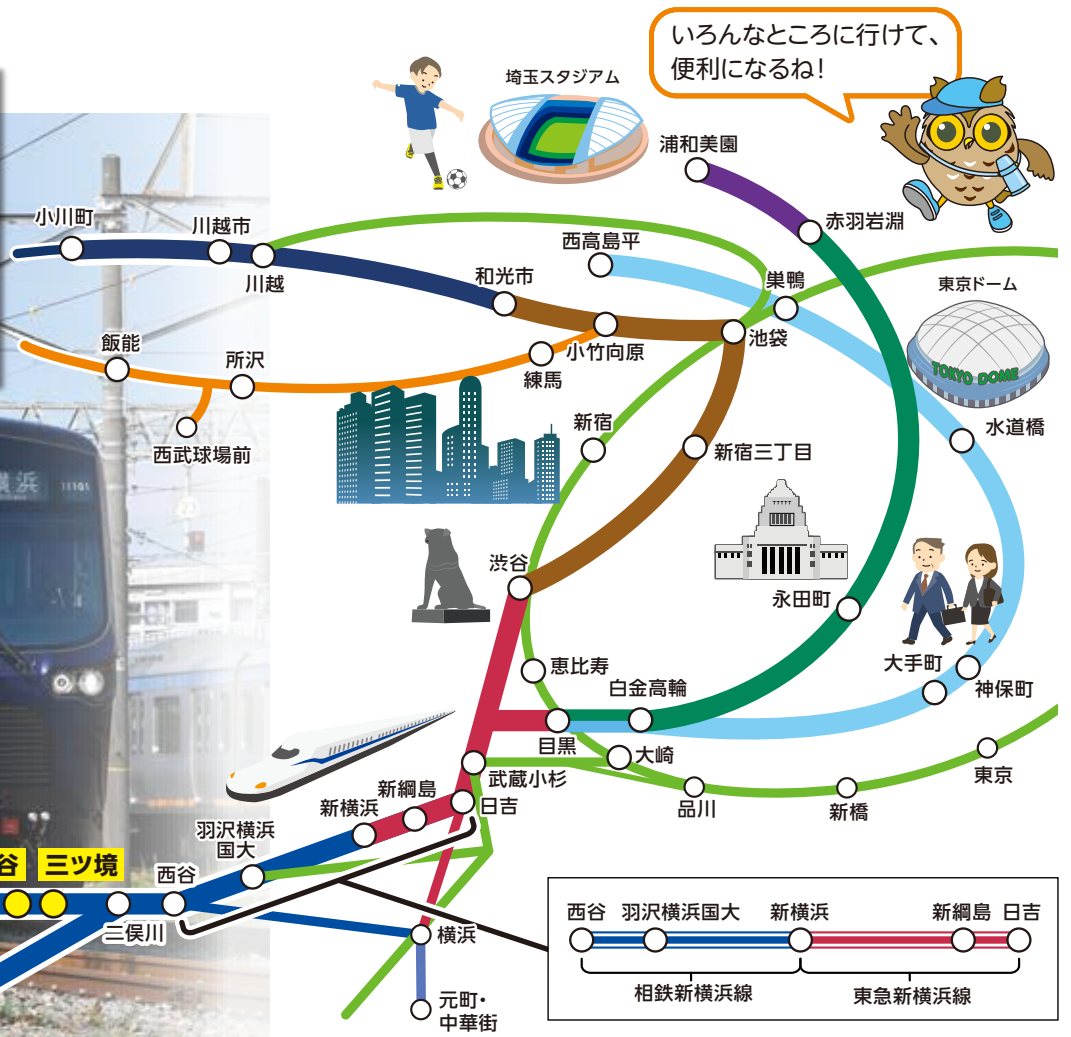 いろんなところに行けて、
便利になるね!
埼玉スタジアム
浦和美園
赤羽岩淵
小川町
川越市
川越
和光市
西高島平
巣鴨
東京ドーム
TOKYO DOME
飯能
所沢
小竹向原
池袋
練馬
西武球場前
新宿
新宿三丁目
水道橋
横浜
11101
渋谷
永田町
恵比寿
白金高輪
大手町
神保町
目黒
大崎
武蔵小杉
品川
新橋
東京
日吉
新綱島
新横浜
羽沢横浜
国大
西谷
谷
三ツ境
二俣川
横浜
元町・
中華街
西谷
羽沢横浜国大
新横浜
新綱島
日吉
相鉄新横浜線
東急新横浜線